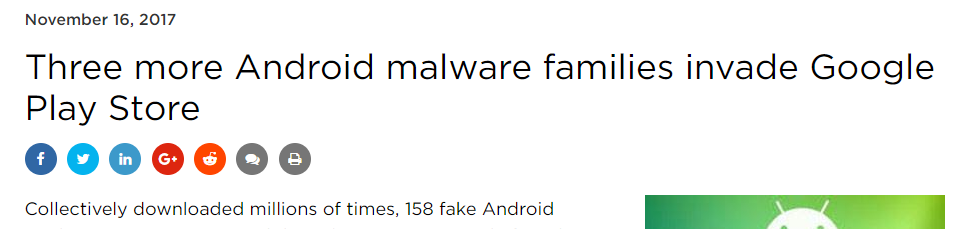 November 16, 2017
Three more Android malware families invade Google
Play Store
f in G+
Collectively downloaded millions of times, 158 fake Android